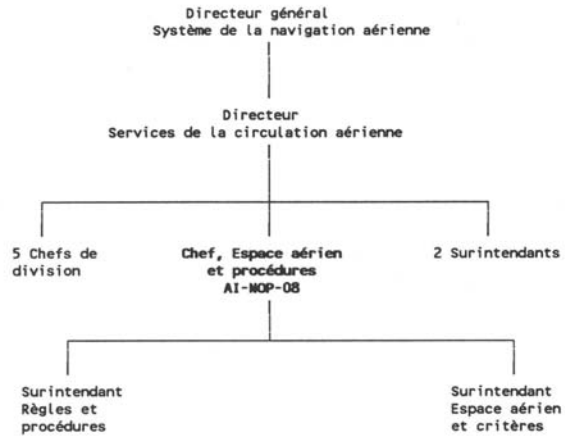 Directeur général
Système de la navigation aérienne
Directeur
Services de la circulation aérienne
5 Chefs de
division
Chef, Espace aérien
et procédures
AI-NOP-08
2 Surintendants
Surintendant
Règles et
procédures
Surintendant
Espace aérien
et critères